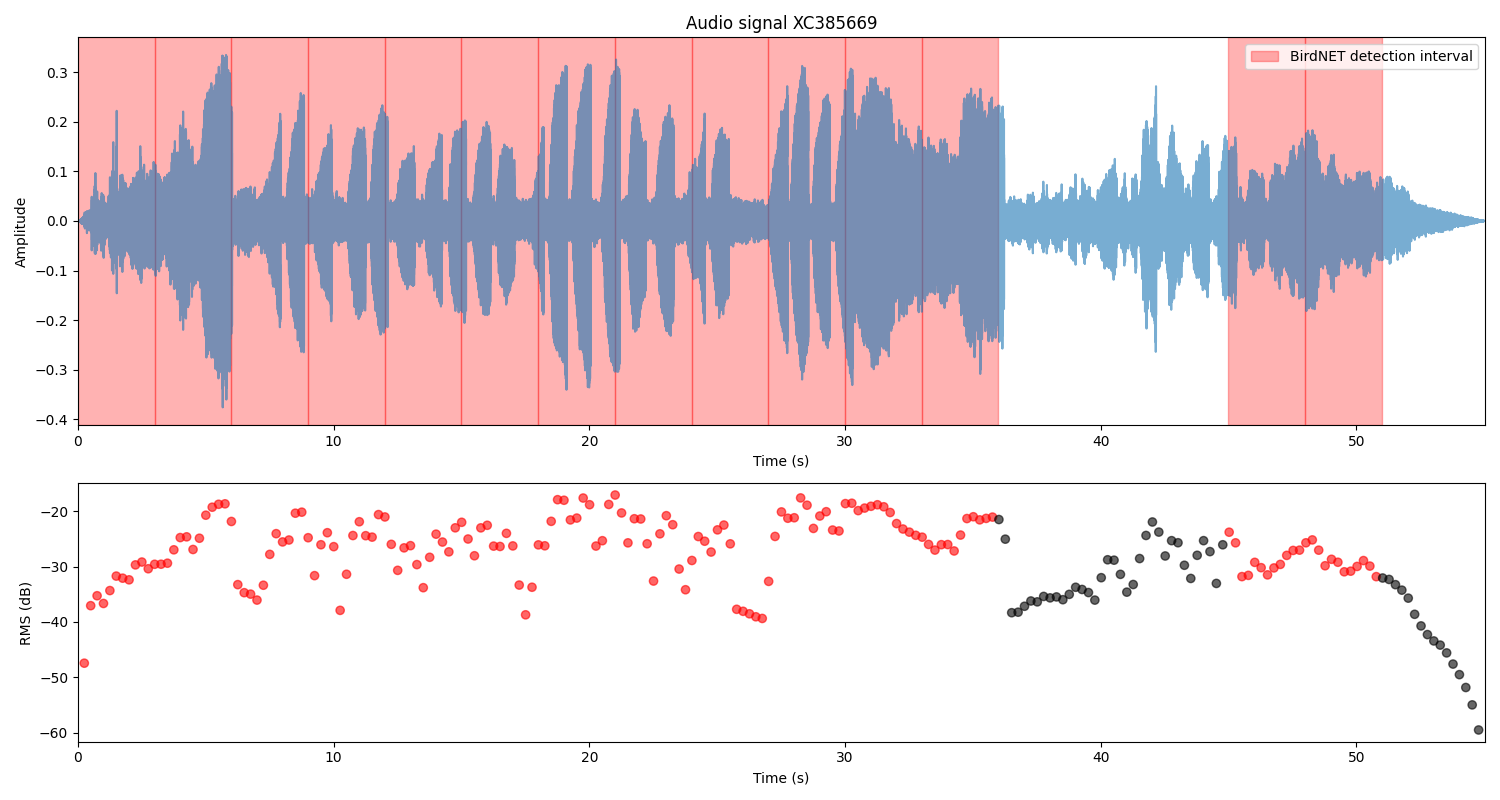 Audio signal XC385669
BirdNET detection interval
Amplitude
0.3
0.2
0.1
0.0
−0.1
−0.2
−0.3
−0.4
0 10 20 30 40 50
Time (s)
RMS (dB)
−20
−30
−40
−50
−60
0 10 20 30 40 50
Time (s)